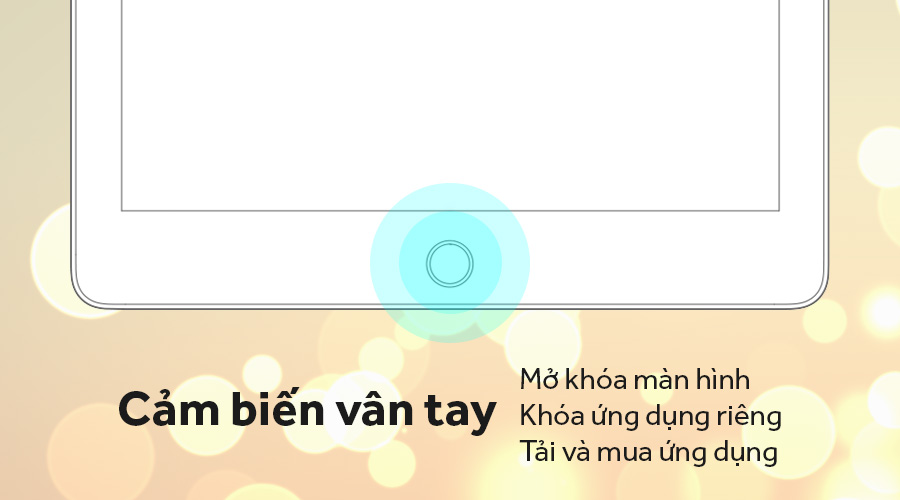 Cảm biến vân tay
Mở khóa màn hình
Khóa ứng dụng riêng
Tải và mua ứng dụng